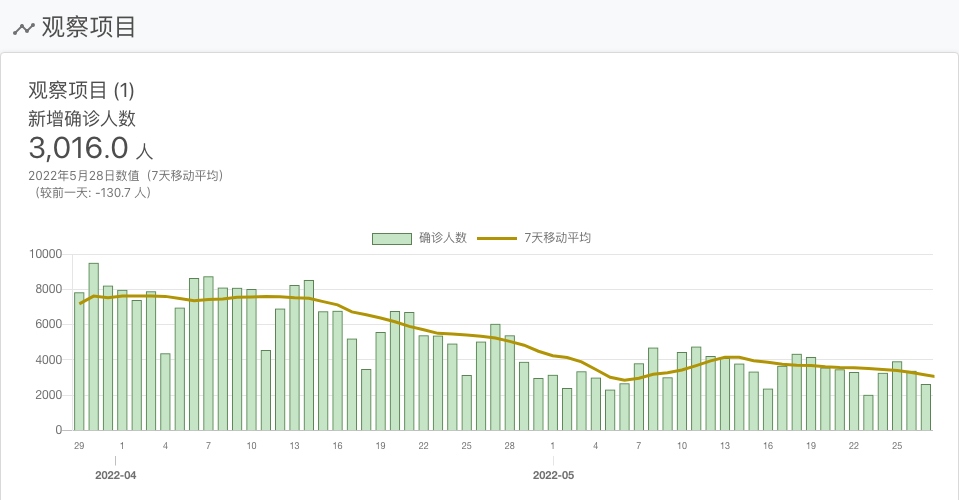 观察项目
观察项目 (1)
新增确诊人数
3,016.0 人
2022年5月28日数值（7天移动平均）
（较前一天: -130.7 人）
确诊人数 7天移动平均
10000
8000
6000
4000
2000
0
29 1 4 7 10 13 16 19 22 25 28 1 4 7 10 13 16 19 22 25
2022-04 2022-05